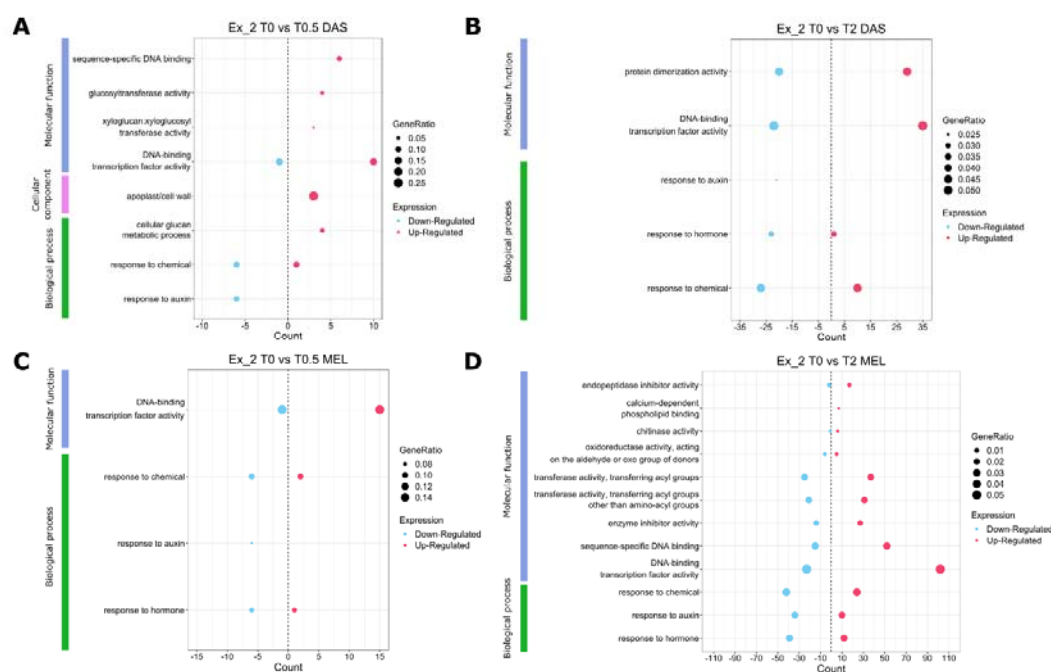 A
Ex_2 T0 vs T0.5 DAS
Molecular function
Cellular
component
Biological process
sequence-specific DNA binding
glucosyltransferase activity
xyloglucan:xyloglucosyl
transferase activity
DNA-binding
transcription factor activity
apoplast/cell wall
cellular glucan
metabolic process
response to chemical
response to auxin
-10
-5
0
5
10
Count
GeneRatio
0.05
0.10
0.15
0.20
0.25
Expression
Down-Regulated
Up-Regulated
B
Ex_2 T0 vs T2 DAS
Molecular function
Biological process
protein dimerization activity
DNA-binding
transcription factor activity
response to auxin
response to hormone
response to chemical
-35
-25
-15
-5 0 5
15
25
35
Count
GeneRatio
0.025
0.030
0.035
0.040
0.045
0.050
Expression
Down-Regulated
Up-Regulated
C
Ex_2 T0 vs T0.5 MEL
Molecular function
Biological process
DNA-binding
transcription factor activity
response to chemical
response to auxin
response to hormone
-15
-10
-5
0
5
10
15
Count
GeneRatio
0.08
0.10
0.12
0.14
Expression
Down-Regulated
Up-Regulated
D
Ex_2 T0 vs T2 MEL
Molecular function
Biological process
endopeptidase inhibitor activity
calcium-dependent
phospholipid binding
chitinase activity
oxidoreductase activity, acting
on the aldehyde or oxo group of donors
transferase activity, transferring acyl groups
transferase activity, transferring acyl groups
other than amino-acyl groups
enzyme inhibitor activity
sequence-specific DNA binding
DNA-binding
transcription factor activity
response to chemical
response to auxin
response to hormone
-110
-90
-70
-50
-30
-10
10
30
50
70
90
110
Count
GeneRatio
0.01
0.02
0.03
0.04
0.05
Expression
Down-Regulated
Up-Regulated